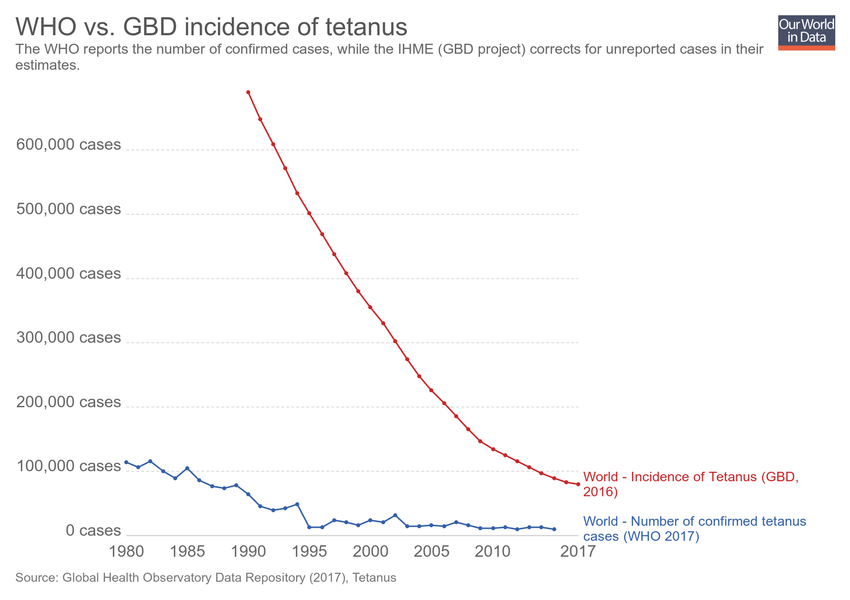 WHO vs. GBD incidence of tetanus
Our World
in Data
The WHO reports the number of confirmed cases, while the IHME (GBD project) corrects for unreported cases in their
estimates.
600,000 cases
500,000 cases
400,000 cases
300,000 cases
200,000 cases
100,000 cases
0 cases
World - Incidence of Tetanus (GBD,
2016)
World - Number of confirmed tetanus
cases (WHO 2017)
1980 1985 1990 1995 2000 2005 2010 2017
Source: Global Health Observatory Data Repository (2017), Tetanus